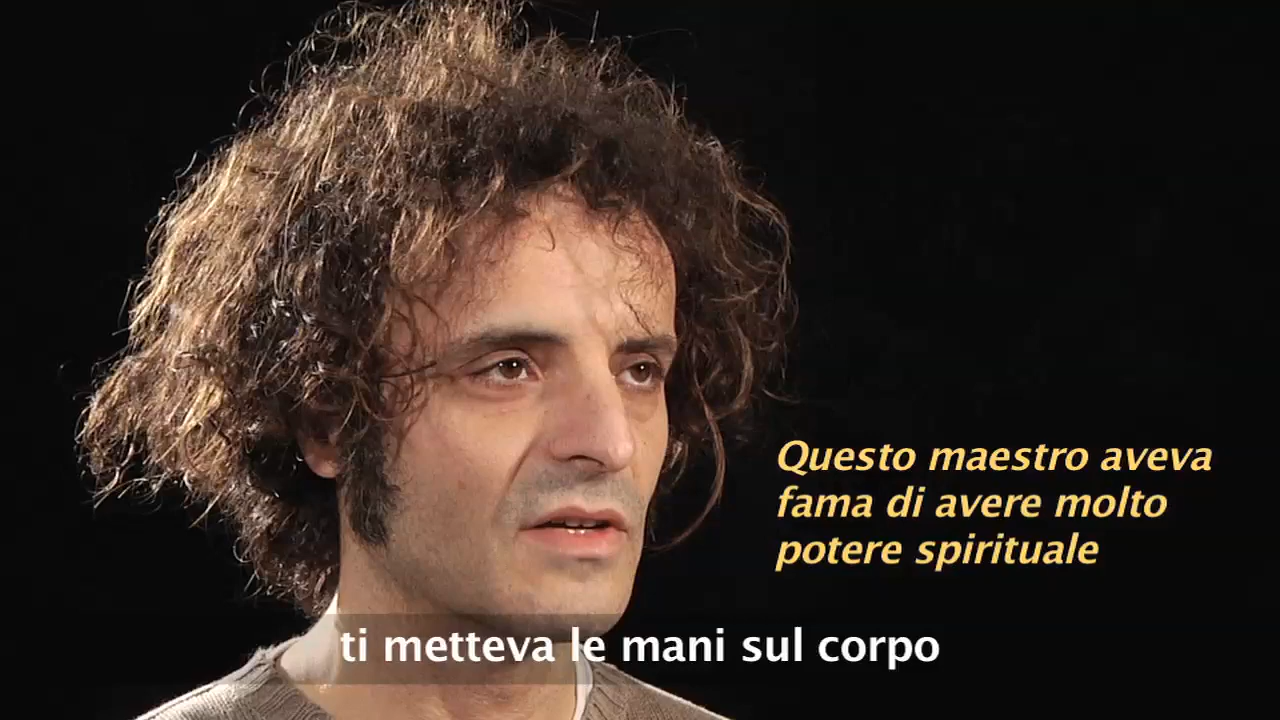 Questo maestro aveva
fama di avere molto
potere spirituale
ti metteva le mani sul corpo